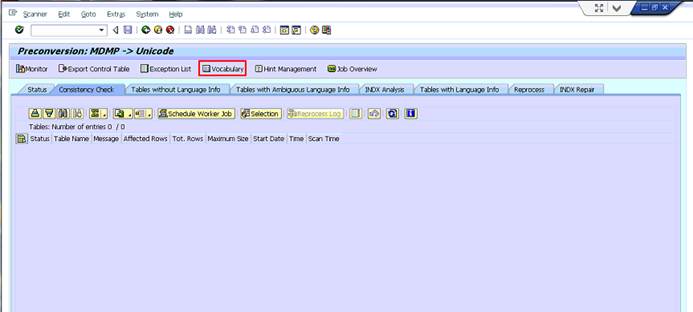 Scanner Edit Goto Extras System Help
Preconversion: MDMP -> Unicode
Monitor Export Control Table Exception List Vocabulary Hint Management Job Overview
Status Consistency Check Tables without Language Info Tables with Ambiguous Language Info INDX Analysis Tables with Language Info Reprocess INDX Repair
Schedule Worker Job Selection Reprocess Log
Tables: Number of entries 0 / 0
Status Table Name Message Affected Rows Tot. Rows Maximum Size Start Date Time Scan Time